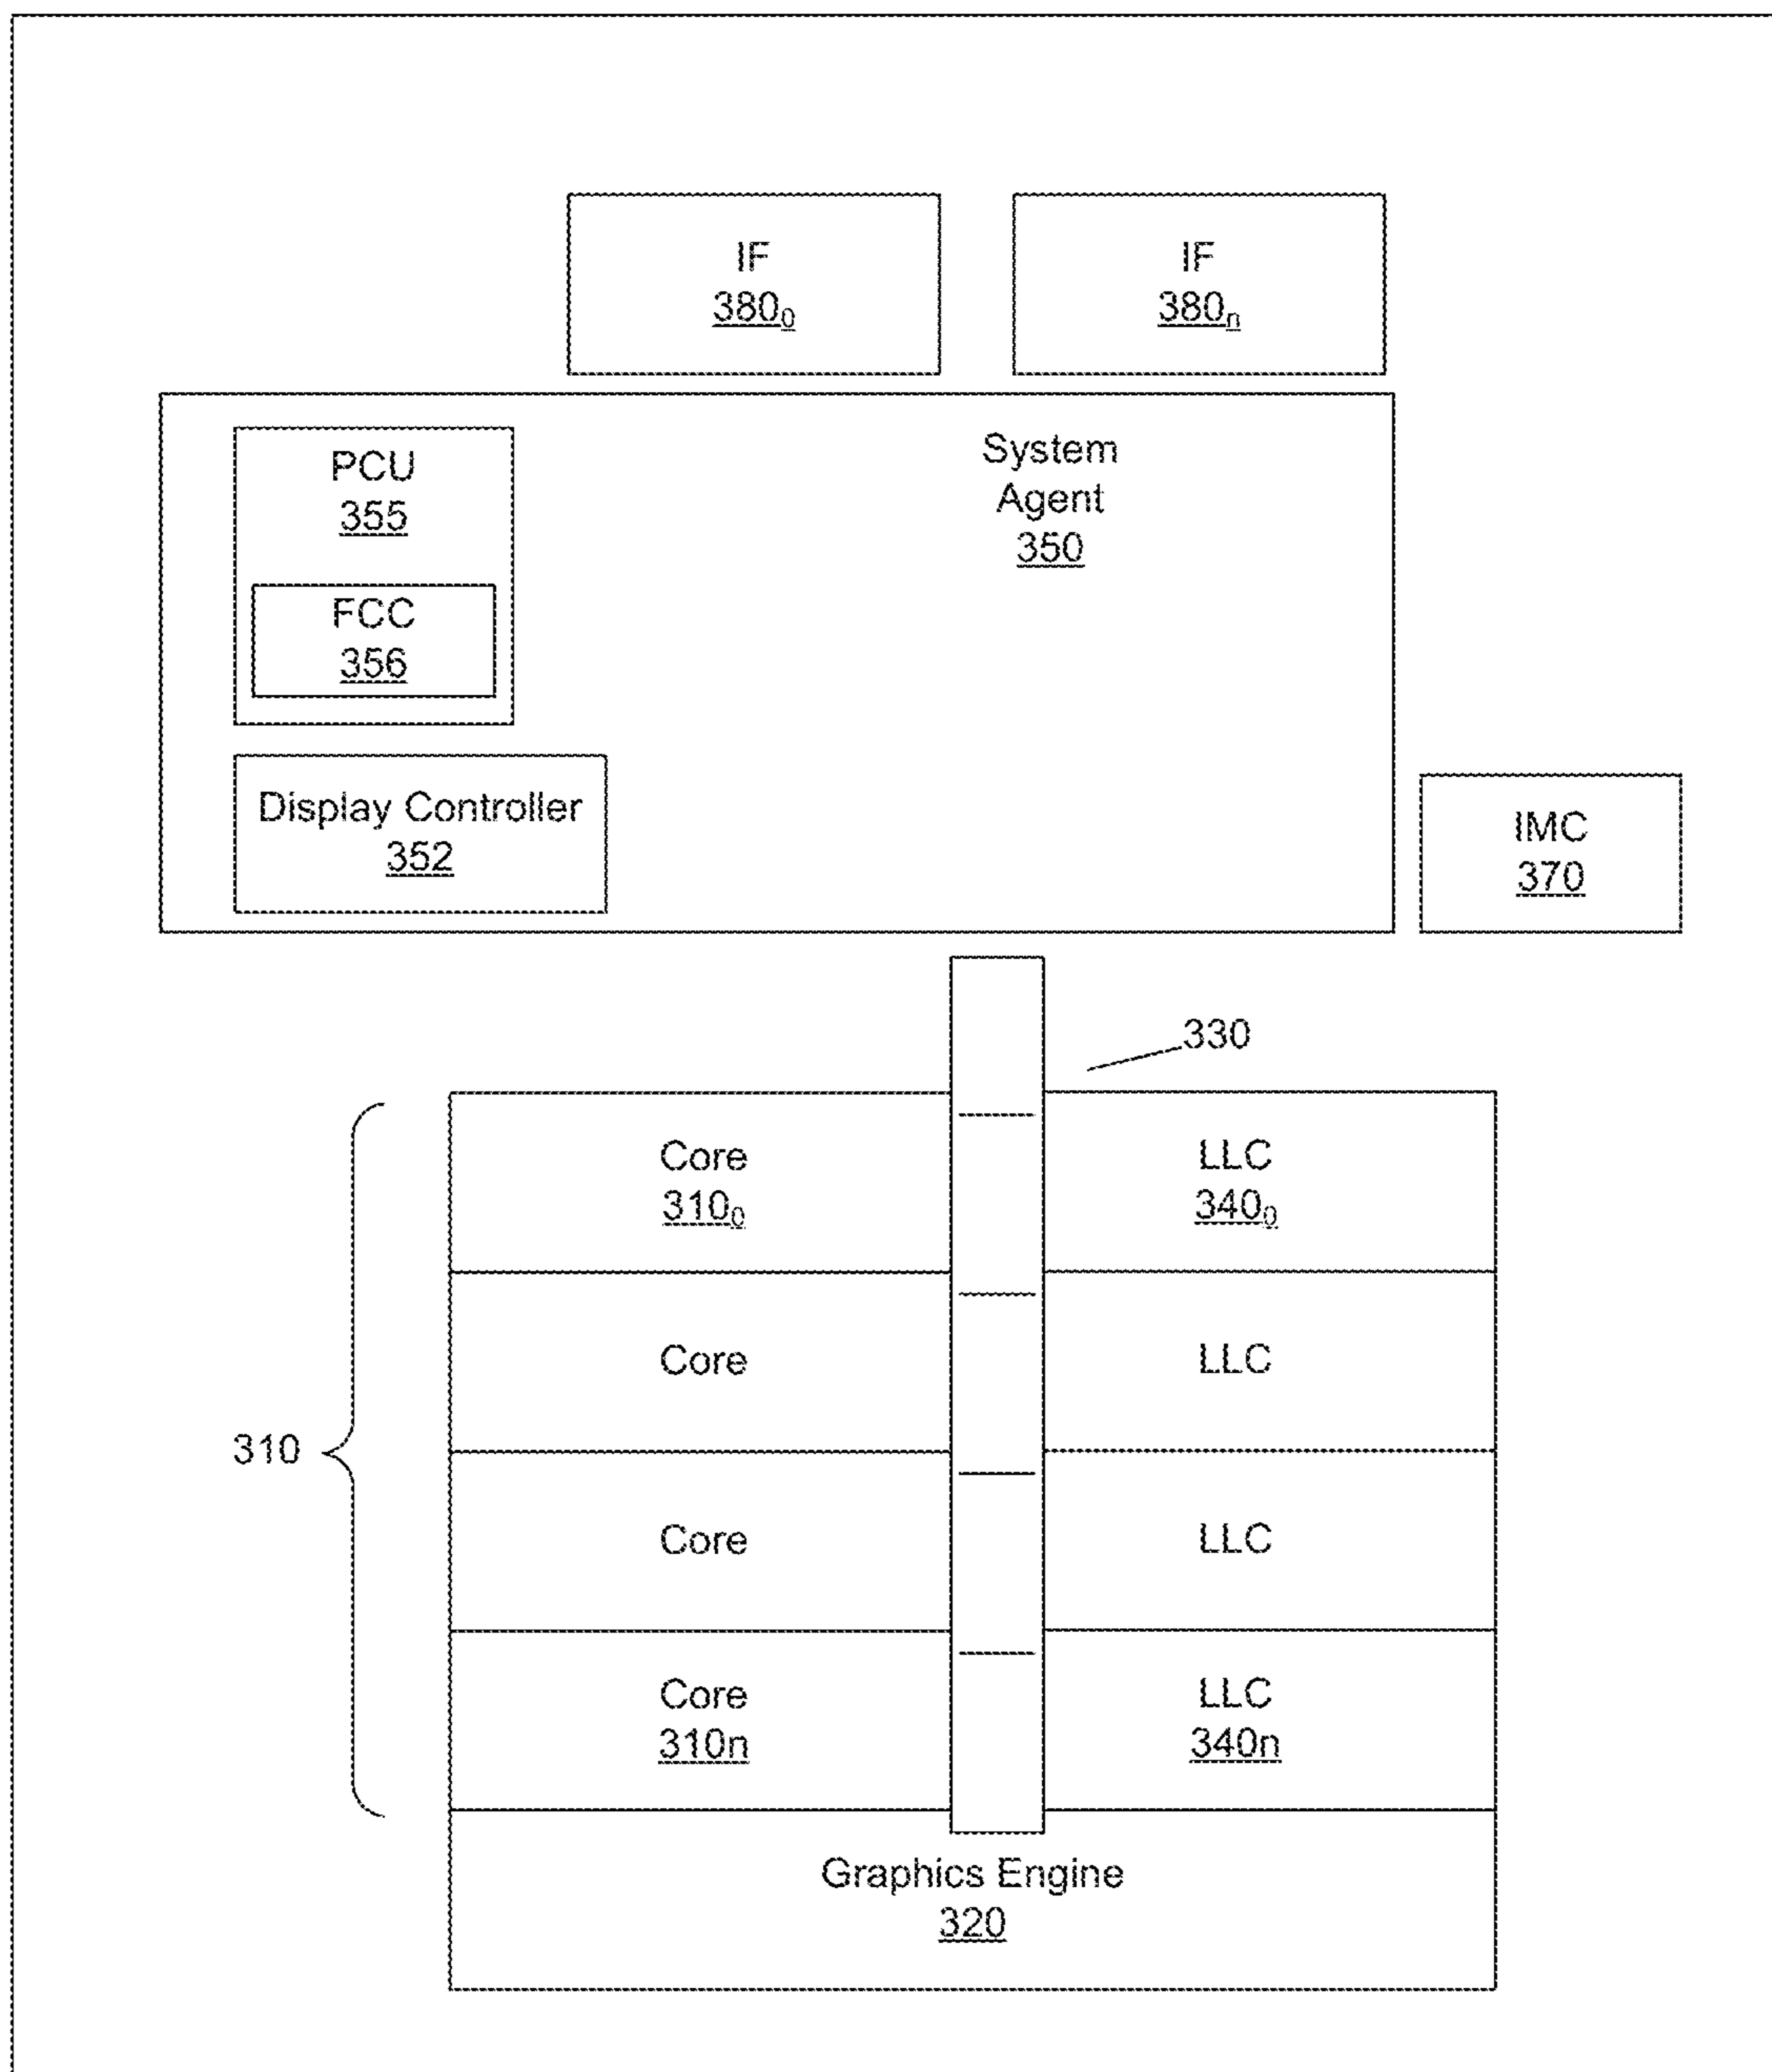 IF
380₀
IF
380ₙ
System
Agent
350
PCU
355
FCC
356
Display Controller
352
IMC
370
330
Core
310₀
LLC
340₀
Core
LLC
310
Core
LLC
Core
310n
LLC
340n
Graphics Engine
320